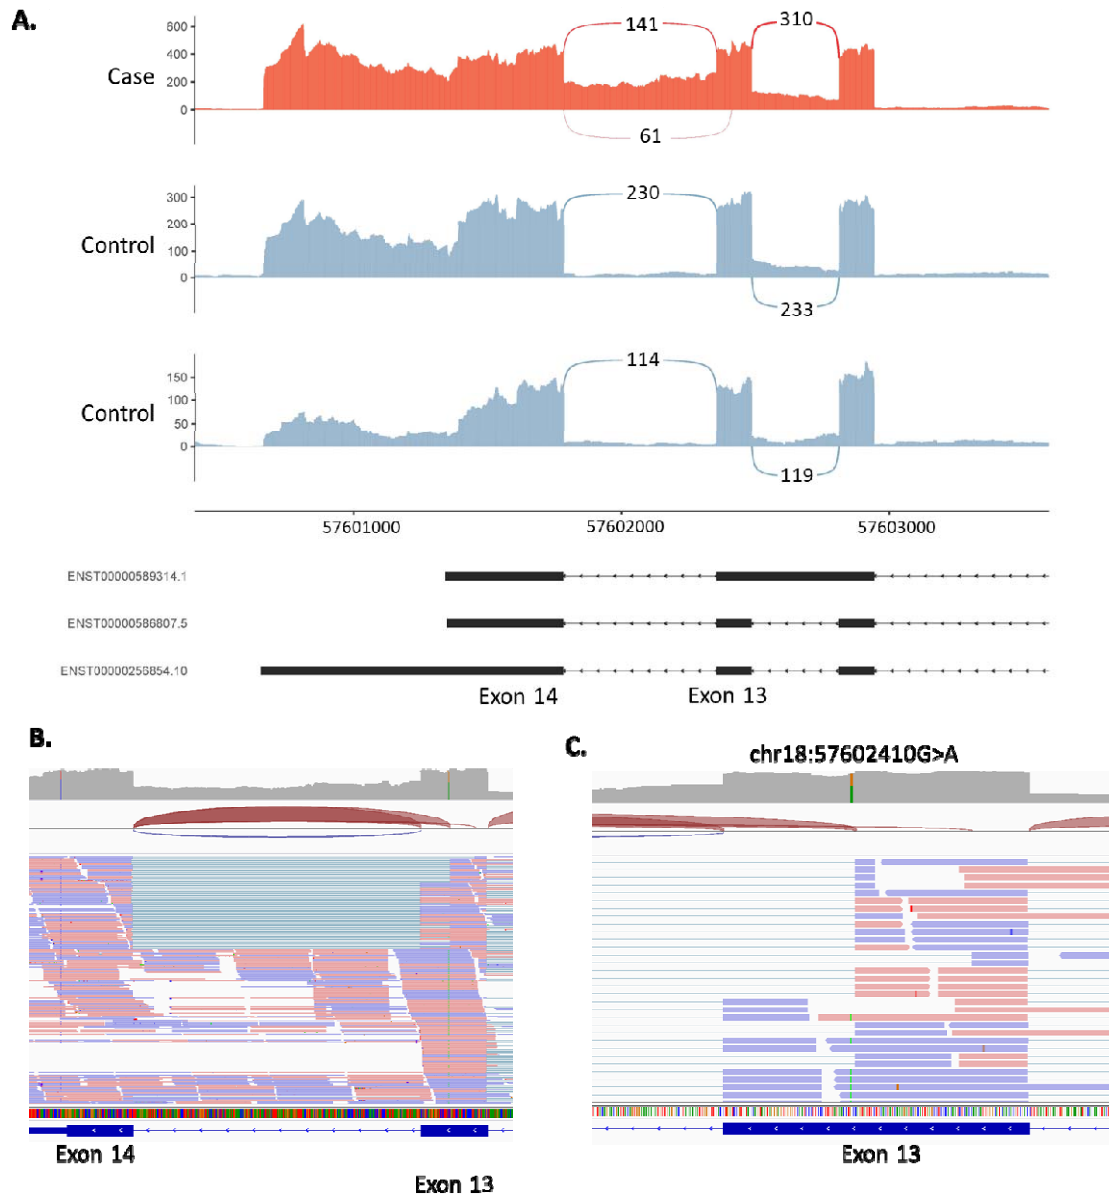 A.
Case
600
400
200
0
141
310
61
Control
300
200
100
0
230
233
Control
150
100
50
0
114
119
57601000 57602000 57603000
ENST00000589314.1
ENST00000586807.5
ENST00000256854.10
Exon 14 Exon 13
B.
Exon 14
Exon 13
C.
chr18:57602410G>A
Exon 13